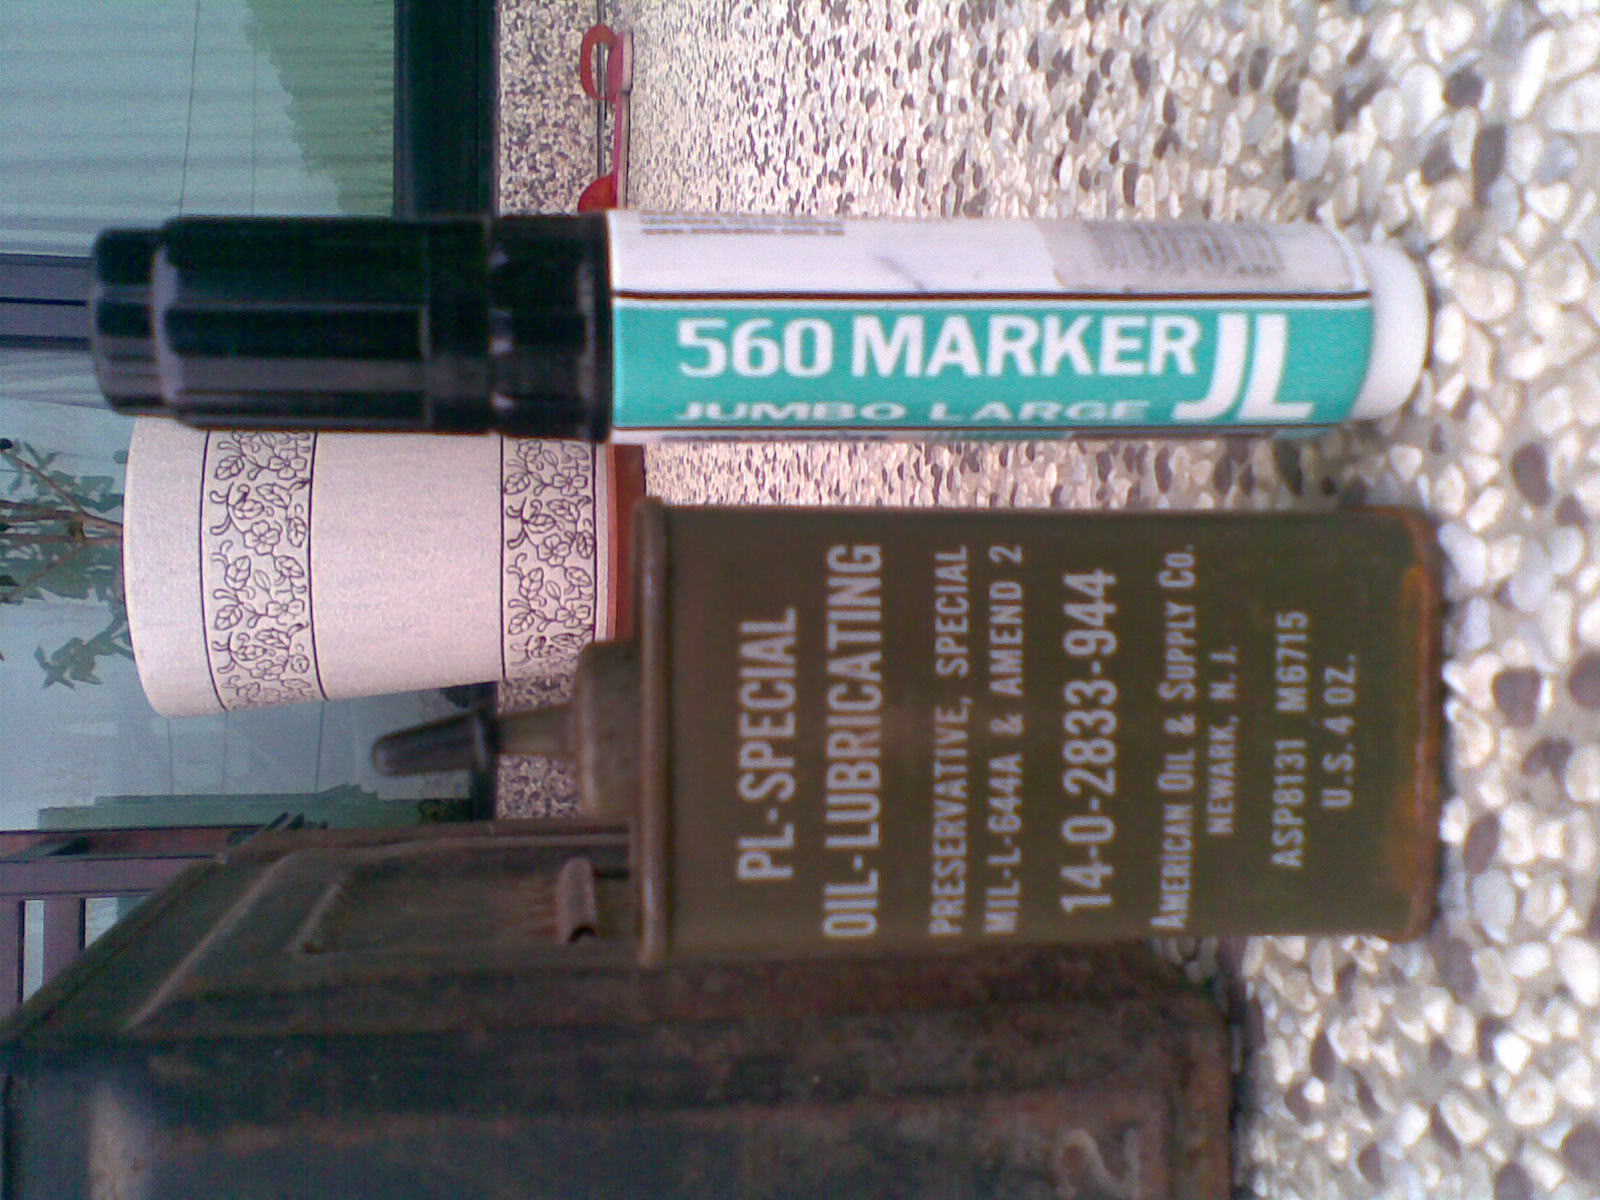 560 MARKER
JUMBO LARGE
JL
PL-SPECIAL
OIL-LUBRICATING
PRESERVATIVE, SPECIAL
MIL-L-644A & AMEND 2
14-0-2833-944
AMERICAN OIL & SUPPLY CO.
NEWARK, N.J.
ASP8131 M6715
U.S. 4 OZ.